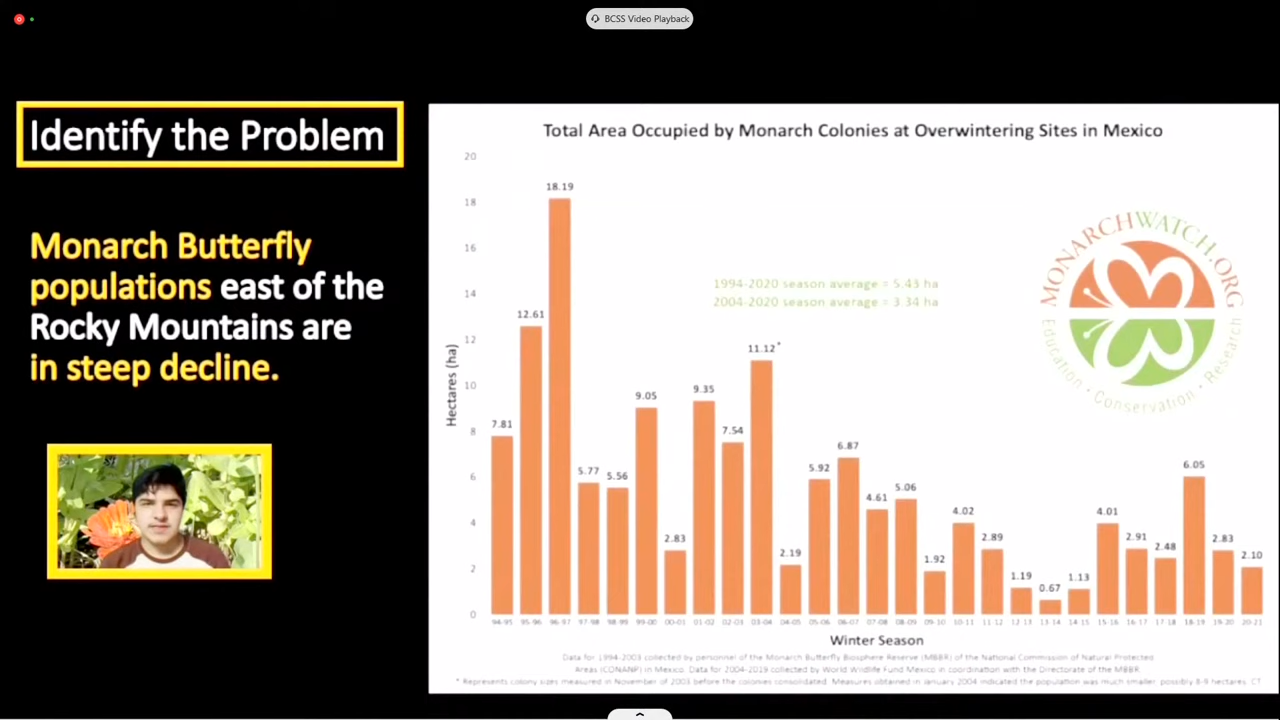 BCSS Video Playback
Identify the Problem
Monarch Butterfly
populations east of the
Rocky Mountains are
in steep decline.
Total Area Occupied by Monarch Colonies at Overwintering Sites in Mexico
Hectares (ha)
20
18
16
14
12
10
8
6
4
2
0
7.81
12.61
18.19
5.77
5.56
9.05
2.83
9.35
7.54
11.12*
2.19
5.92
6.87
4.61
5.06
1.92
4.02
2.89
1.19
0.67
1.13
4.01
2.91
2.48
6.05
2.83
2.10
1994-2020 season average = 5.43 ha
2004-2020 season average = 3.34 ha
MONARCHWATCH.ORG
Education • Conservation • Research
94-95 95-96 96-97 97-98 98-99 99-00 00-01 01-02 02-03 03-04 04-05 05-06 06-07 07-08 08-09 09-10 10-11 11-12 12-13 13-14 14-15 15-16 16-17 17-18 18-19 19-20 20-21
Winter Season
Data for 1994-2003 collected by personnel of the Monarch Butterfly Biosphere Reserve (MBBR) of the National Commission of Natural Protected
Areas (CONANP) in Mexico. Data for 2004-2019 collected by World Wildlife Fund Mexico in coordination with the Directorate of the MBBR.
* Represents colony sizes measured in November of 2003 before the colonies consolidated. Measures obtained in January 2004 indicated the population was much smaller, possibly 8-9 hectares. CT